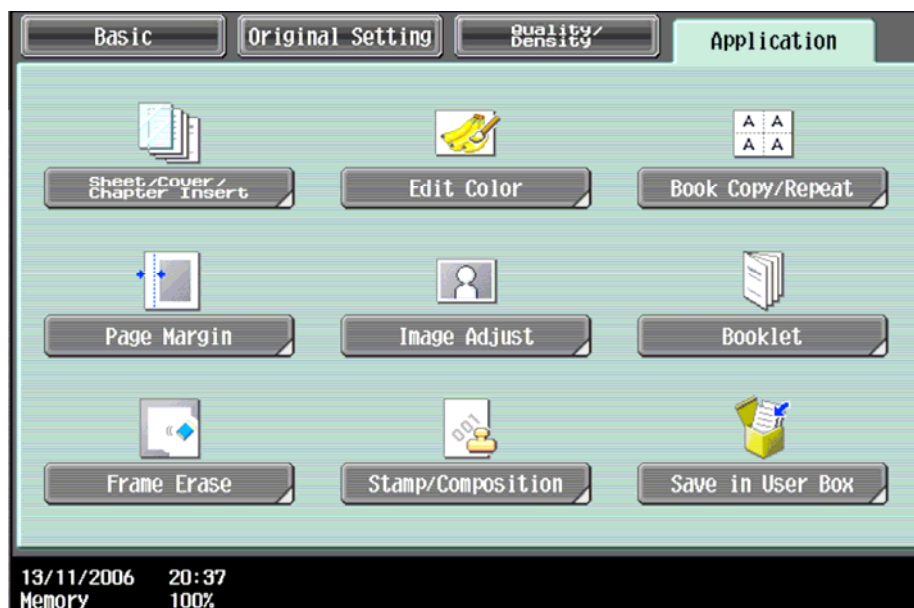 Basic
Original Setting
Quality/
Density
Application
A A
A A
Sheet/Cover/
Chapter Insert
Edit Color
Book Copy/Repeat
Page Margin
Image Adjust
Booklet
001
Frame Erase
Stamp/Composition
Save in User Box
13/11/2006 20:37
Memory 100%